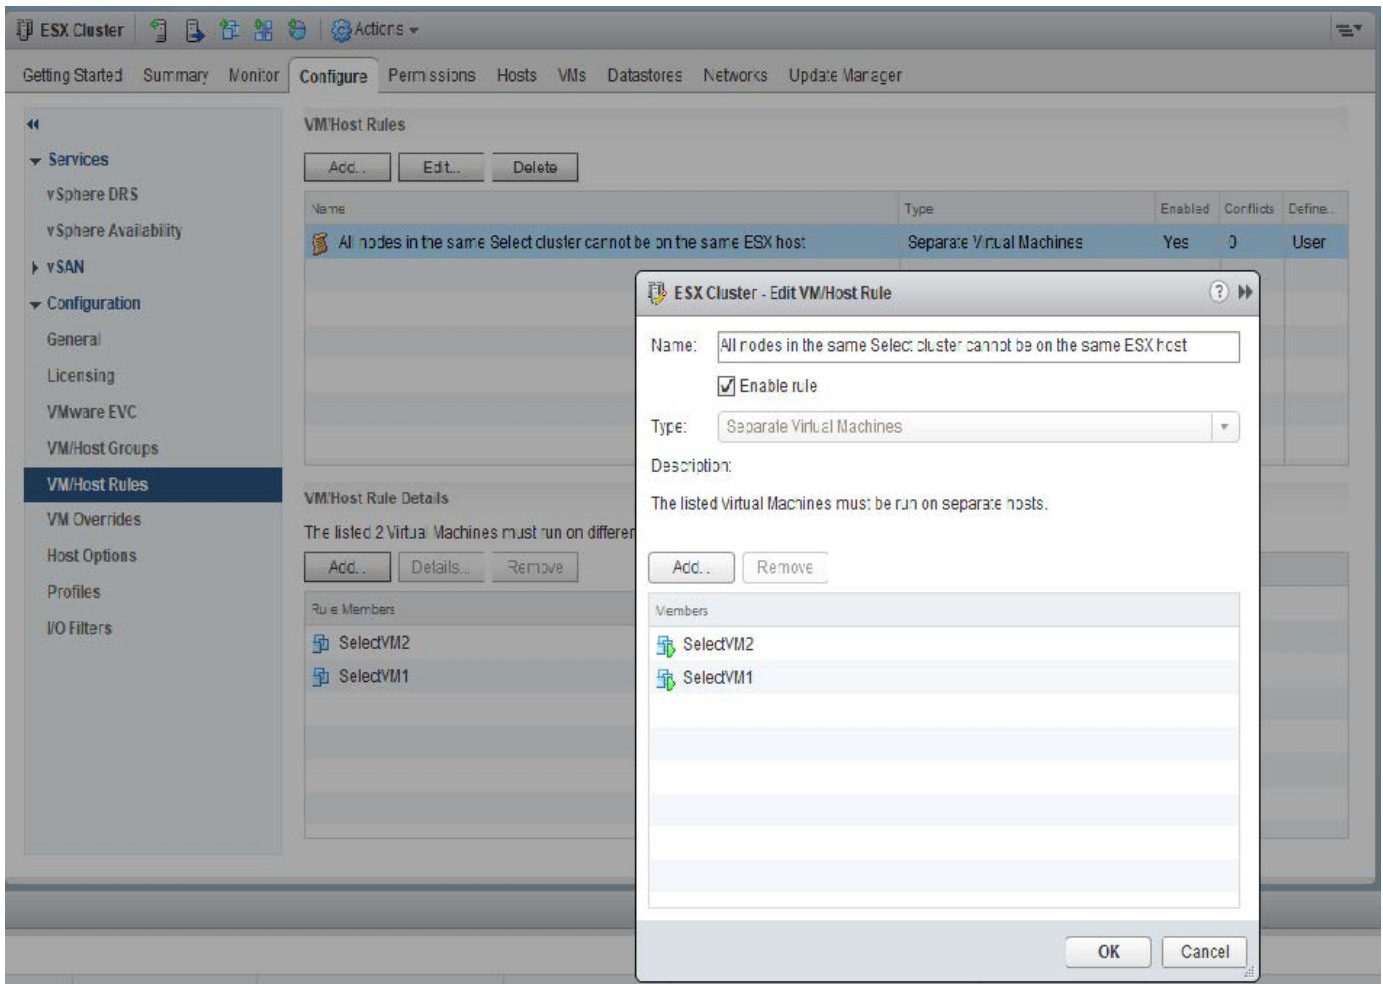 ESX Cluster Actions
Getting Started Summary Monitor Configure Permissions Hosts VMs Datastores Networks Update Manager
VM/Host Rules
Services
Add... Edit... Delete
vSphere DRS
Name Type Enabled Conflicts Define...
vSphere Availability
All nodes in the same Select cluster cannot be on the same ESX host Separate Virtual Machines Yes 0 User
vSAN
Configuration
General
Licensing
VMware EVC
VM/Host Groups
VM/Host Rules
VM Overrides
Host Options
Profiles
I/O Filters
VM/Host Rule Details
The listed 2 Virtual Machines must run on differen
Add... Details... Remove
Rule Members
SelectVM2
SelectVM1
ESX Cluster - Edit VM/Host Rule ?
Name: All nodes in the same Select cluster cannot be on the same ESX host
Enable rule
Type: Separate Virtual Machines
Description:
The listed Virtual Machines must be run on separate hosts.
Add... Remove
Members
SelectVM2
SelectVM1
OK Cancel